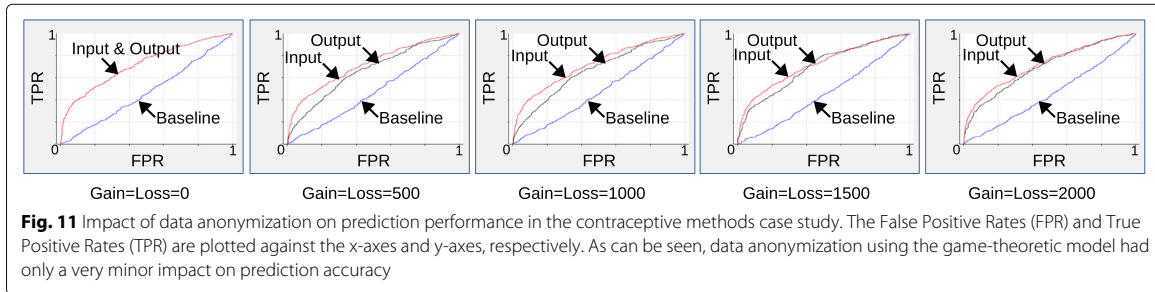 1
Input & Output
TPR
Baseline
0
FPR
1
Gain=Loss=0
1
Output
Input
TPR
Baseline
0
FPR
1
Gain=Loss=500
1
Output
Input
TPR
Baseline
0
FPR
1
Gain=Loss=1000
1
Output
Input
TPR
Baseline
0
FPR
1
Gain=Loss=1500
1
Output
Input
TPR
Baseline
0
FPR
1
Gain=Loss=2000
Fig. 11 Impact of data anonymization on prediction performance in the contraceptive methods case study. The False Positive Rates (FPR) and True
Positive Rates (TPR) are plotted against the x-axes and y-axes, respectively. As can be seen, data anonymization using the game-theoretic model had
only a very minor impact on prediction accuracy